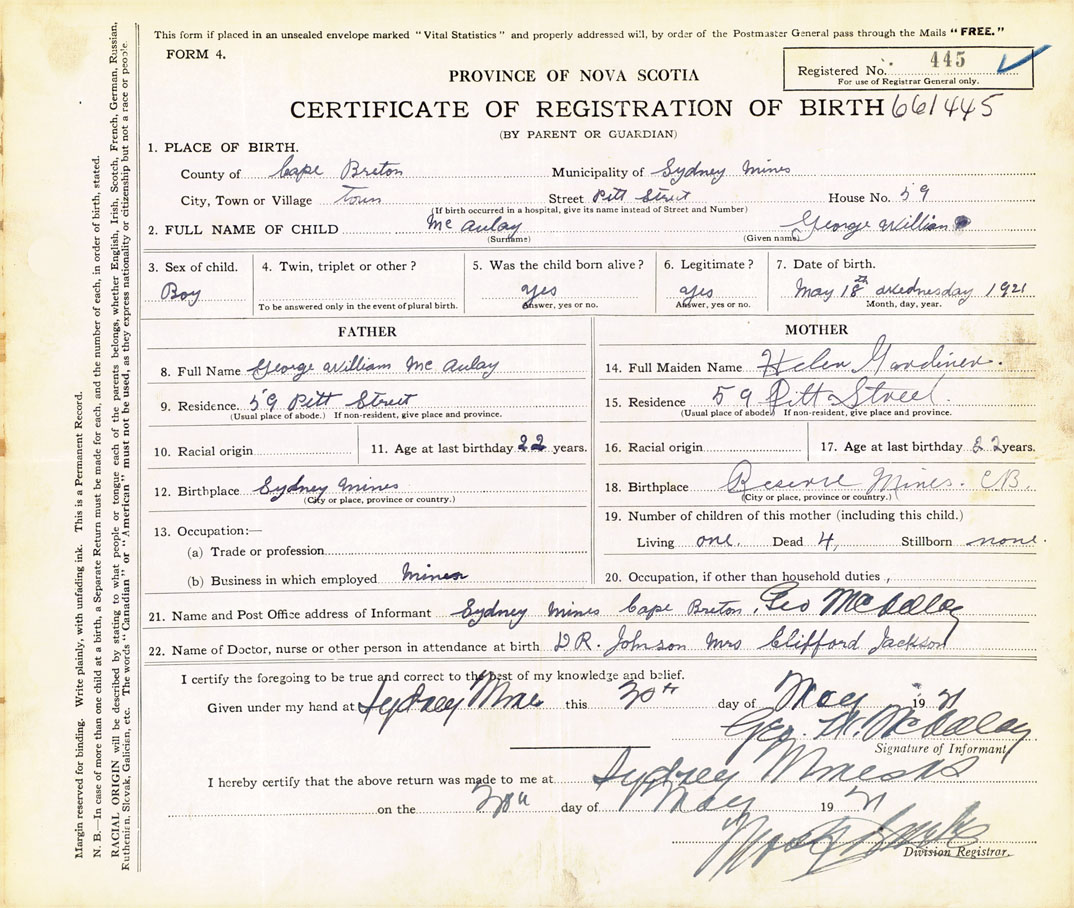 This form if placed in an unsealed envelope marked "Vital Statistics" and properly addressed will, by order of the Postmaster General pass through the Mails "FREE."
FORM 4.
Registered No. 445
For use of Registrar General only.
PROVINCE OF NOVA SCOTIA
CERTIFICATE OF REGISTRATION OF BIRTH 661445
(BY PARENT OR GUARDIAN)
1. PLACE OF BIRTH.
County of Cape Breton Municipality of Sydney Mines
City, Town or Village Town Street Pitt Street House No. 59
(If birth occurred in a hospital, give its name instead of Street and Number)
2. FULL NAME OF CHILD Mc Aulay George William
(Surname) (Given name)
3. Sex of child. 4. Twin, triplet or other? 5. Was the child born alive? 6. Legitimate? 7. Date of birth.
Boy yes yes May 18th Wednesday 1921
To be answered only in the event of plural birth. Answer, yes or no. Answer, yes or no. Month, day, year.
FATHER
8. Full Name George William Mc Aulay
9. Residence. 59 Pitt Street
(Usual place of abode.) If non-resident, give place and province.
10. Racial origin 11. Age at last birthday 22 years.
12. Birthplace Sydney Mines
(City or place, province or country.)
13. Occupation:—
(a) Trade or profession
(b) Business in which employed Miner
MOTHER
14. Full Maiden Name Helen Gardiner.
15. Residence 59 Pitt Street
(Usual place of abode) If non-resident, give place and province.
16. Racial origin 17. Age at last birthday 22 years.
18. Birthplace Reserve Mines. C.B.
(City or place, province or country.)
19. Number of children of this mother (including this child.)
Living one. Dead 4, Stillborn none.
20. Occupation, if other than household duties
21. Name and Post Office address of Informant Sydney Mines Cape Breton. Geo McAulay
22. Name of Doctor, nurse or other person in attendance at birth DR. Johnson Mrs Clifford Jackson
I certify the foregoing to be true and correct to the best of my knowledge and belief.
Given under my hand at Sydney Mines this 30th day of May 1921
Geo. W. McAulay
Signature of Informant
I hereby certify that the above return was made to me at Sydney Mines
on the day of May 1921
Division Registrar.
Margin reserved for binding. Write plainly, with unfading ink. This is a Permanent Record.
N. B.—In case of more than one child at a birth, a Separate Return must be made for each, and the number of each, in order of birth, stated.
RACIAL ORIGIN will be described by stating to what people or tongue each of the parents belongs, whether English, Irish, Scotch, French, German, Russian,
Ruthenian, Slovak, Galician, etc. The words "Canadian" or "American" must not be used, as they express nationality or citizenship but not a race or people.